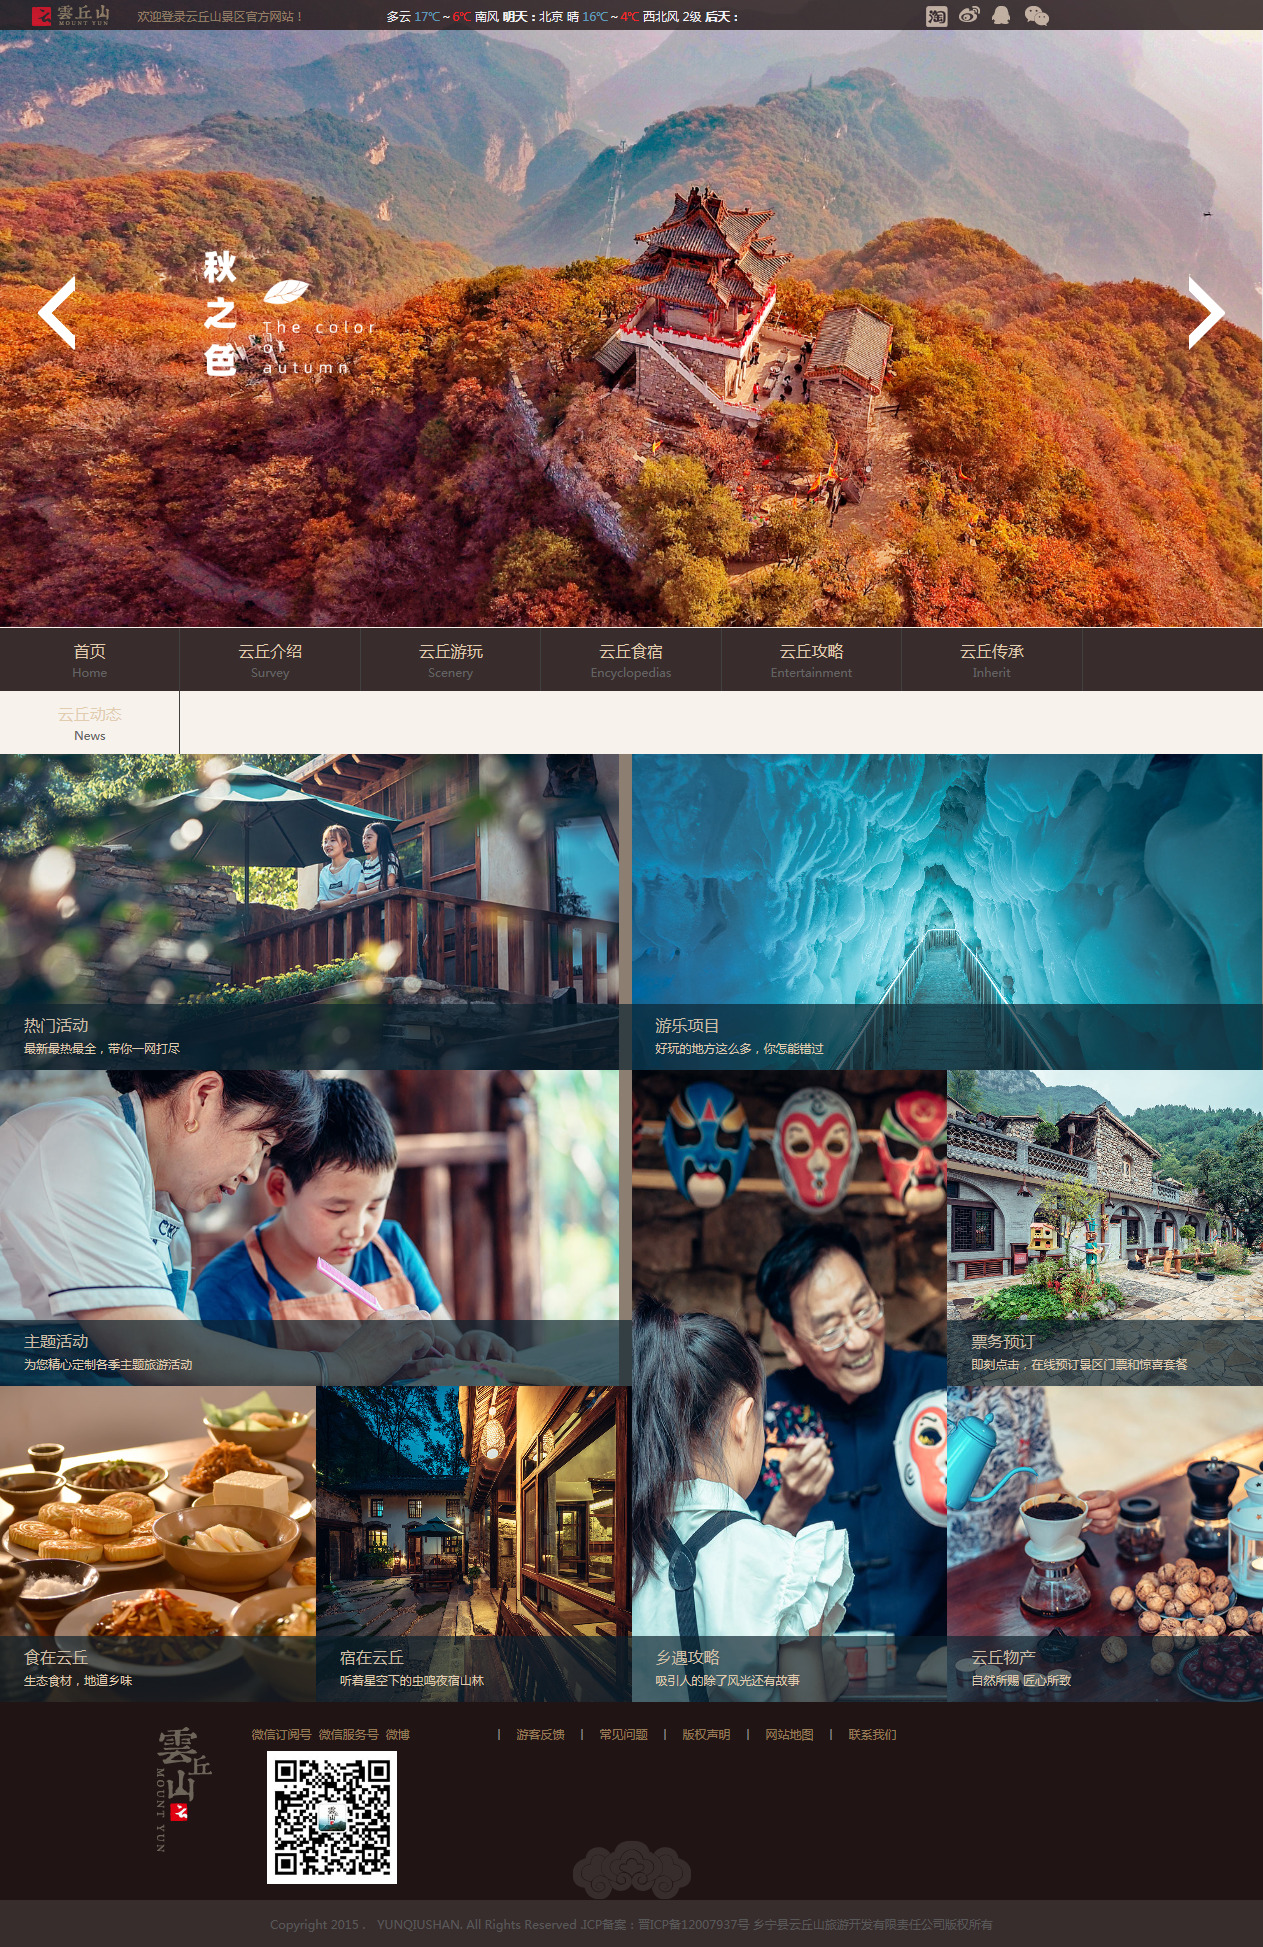 雲丘山
MOUNT YUN
欢迎登录云丘山景区官方网站！
多云 17℃～6℃ 南风 明天：北京 晴 16℃～4℃ 西北风 2级 后天：
淘
秋之色
The color
of
autumn
首页
Home
云丘介绍
Survey
云丘游玩
Scenery
云丘食宿
Encyclopedias
云丘攻略
Entertainment
云丘传承
Inherit
云丘动态
News
热门活动
最新最热最全，带你一网打尽
游乐项目
好玩的地方这么多，你怎能错过
主题活动
为您精心定制各季主题旅游活动
票务预订
即刻点击，在线预订景区门票和惊喜套餐
食在云丘
生态食材，地道乡味
宿在云丘
听着星空下的虫鸣夜宿山林
乡遇攻略
吸引人的除了风光还有故事
云丘物产
自然所赐 匠心所致
雲丘山
MOUNT YUN
微信订阅号 微信服务号 微博
| 游客反馈 | 常见问题 | 版权声明 | 网站地图 | 联系我们
Copyright 2015 . YUNQIUSHAN. All Rights Reserved .ICP备案：晋ICP备12007937号 乡宁县云丘山旅游开发有限责任公司版权所有